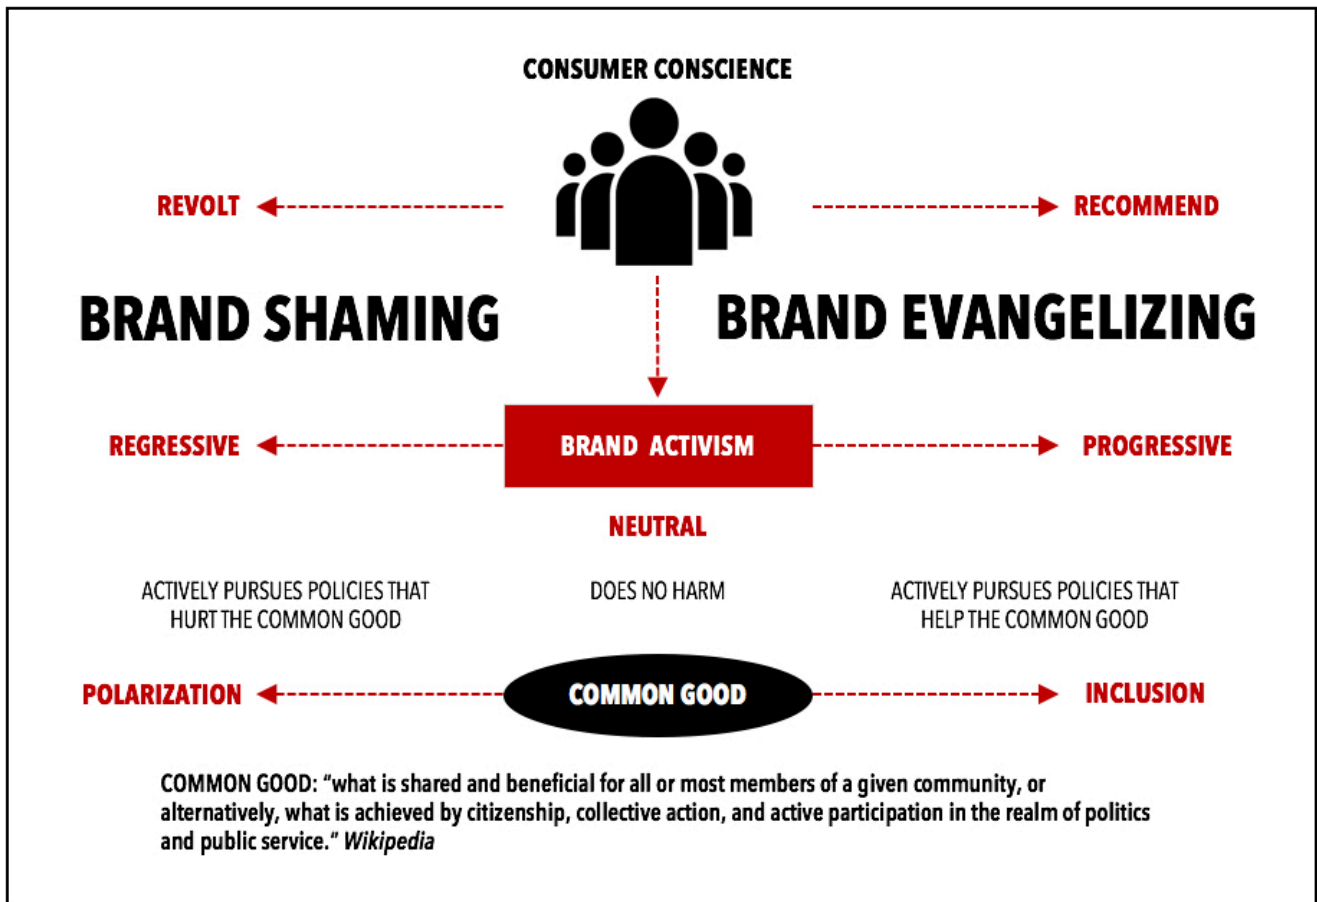 CONSUMER CONSCIENCE
REVOLT
RECOMMEND
BRAND SHAMING
BRAND EVANGELIZING
REGRESSIVE
BRAND ACTIVISM
PROGRESSIVE
NEUTRAL
ACTIVELY PURSUES POLICIES THAT
HURT THE COMMON GOOD
DOES NO HARM
ACTIVELY PURSUES POLICIES THAT
HELP THE COMMON GOOD
POLARIZATION
COMMON GOOD
INCLUSION
COMMON GOOD: “what is shared and beneficial for all or most members of a given community, or
alternatively, what is achieved by citizenship, collective action, and active participation in the realm of politics
and public service.” Wikipedia